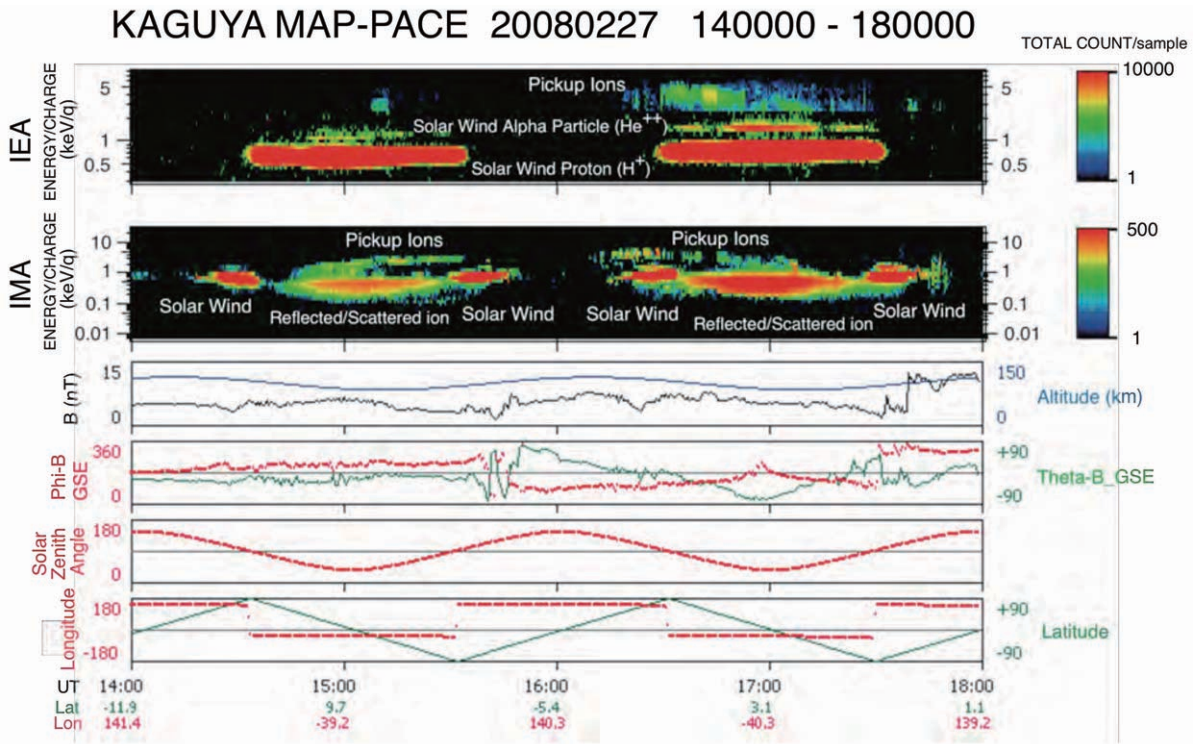 KAGUYA MAP-PACE 20080227 140000 - 180000
TOTAL COUNT/sample
IEA
ENERGY/CHARGE
(keV/q)
5
1
0.5
Pickup Ions
Solar Wind Alpha Particle (He++)
Solar Wind Proton (H+)
5
1
0.5
10000
1
IMA
ENERGY/CHARGE
(keV/q)
10
1
0.1
0.01
Pickup Ions
Pickup Ions
Solar Wind
Reflected/Scattered ion
Solar Wind
Solar Wind
Reflected/Scattered ion
Solar Wind
10
1
0.1
0.01
500
1
B (nT)
15
0
150
0
Altitude (km)
Phi-B
GSE
360
0
+90
-90
Theta-B_GSE
Solar
Zenith
Angle
180
0
Longitude
180
-180
+90
-90
Latitude
UT 14:00 15:00 16:00 17:00 18:00
Lat -11.9 9.7 -5.4 3.1 1.1
Lon 141.4 -39.2 140.3 -40.3 139.2